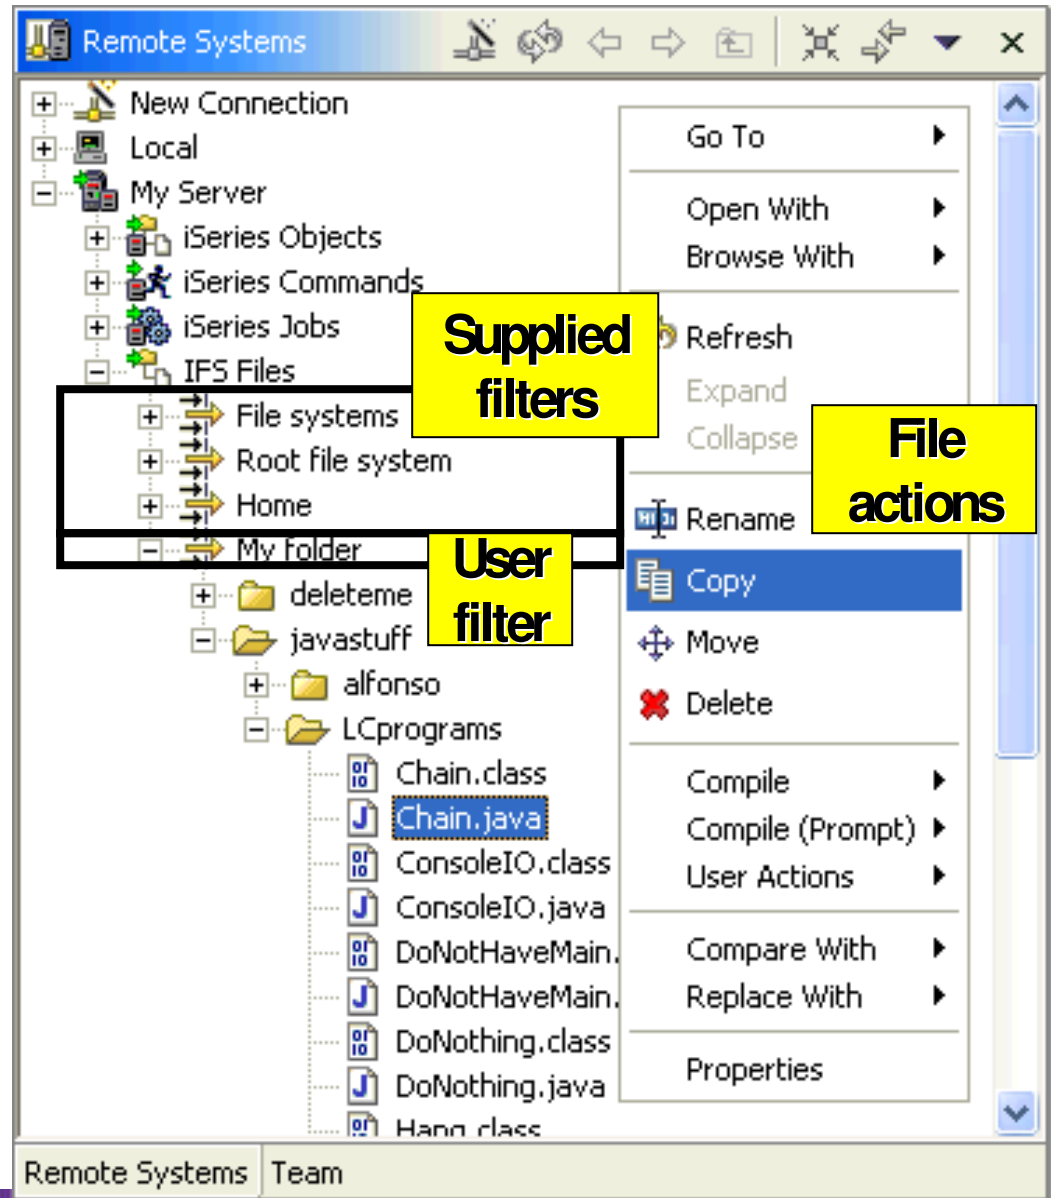 Remote Systems
New Connection
Local
My Server
iSeries Objects
iSeries Commands
iSeries Jobs
IFS Files
File systems
Root file system
Home
My folder
deleteme
javastuff
alfonso
LCprograms
Chain.class
Chain.java
ConsoleIO.class
ConsoleIO.java
DoNotHaveMain.
DoNotHaveMain.
DoNothing.class
DoNothing.java
Hang.class
Supplied
filters
User
filter
File
actions
Go To
Open With
Browse With
Refresh
Expand
Collapse
Rename
Copy
Move
Delete
Compile
Compile (Prompt)
User Actions
Compare With
Replace With
Properties
Remote Systems
Team